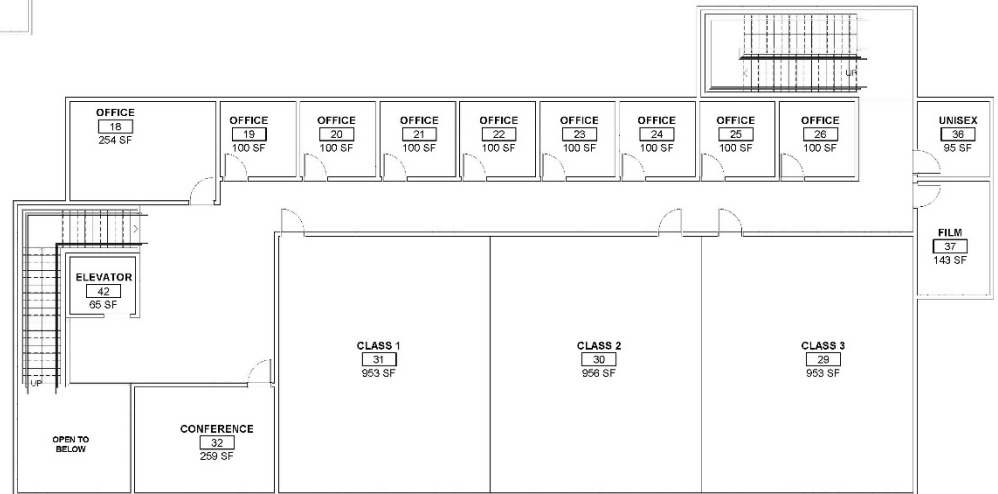 UP
OFFICE
18
254 SF
OFFICE
19
100 SF
OFFICE
20
100 SF
OFFICE
21
100 SF
OFFICE
22
100 SF
OFFICE
23
100 SF
OFFICE
24
100 SF
OFFICE
25
100 SF
OFFICE
26
100 SF
UNISEX
36
95 SF
FILM
37
143 SF
ELEVATOR
42
65 SF
CLASS 1
31
953 SF
CLASS 2
30
956 SF
CLASS 3
29
953 SF
UP
OPEN TO
BELOW
CONFERENCE
32
259 SF